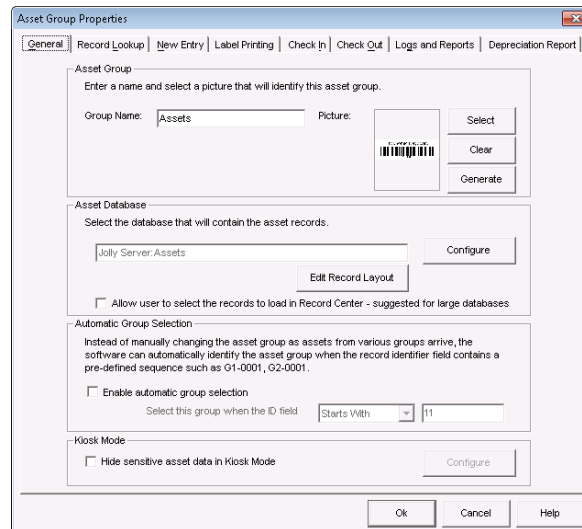 Asset Group Properties
General Record Lookup New Entry Label Printing Check In Check Out Logs and Reports Depreciation Report
Asset Group
Enter a name and select a picture that will identify this asset group.
Group Name: Assets Picture: Select
Clear
Generate
Asset Database
Select the database that will contain the asset records.
Jolly Server:Assets Configure
Edit Record Layout
Allow user to select the records to load in Record Center - suggested for large databases
Automatic Group Selection
Instead of manually changing the asset group as assets from various groups arrive, the
software can automatically identify the asset group when the record identifier field contains a
pre-defined sequence such as G1-0001, G2-0001.
Enable automatic group selection
Select this group when the ID field Starts With 11
Kiosk Mode
Hide sensitive asset data in Kiosk Mode Configure
Ok Cancel Help